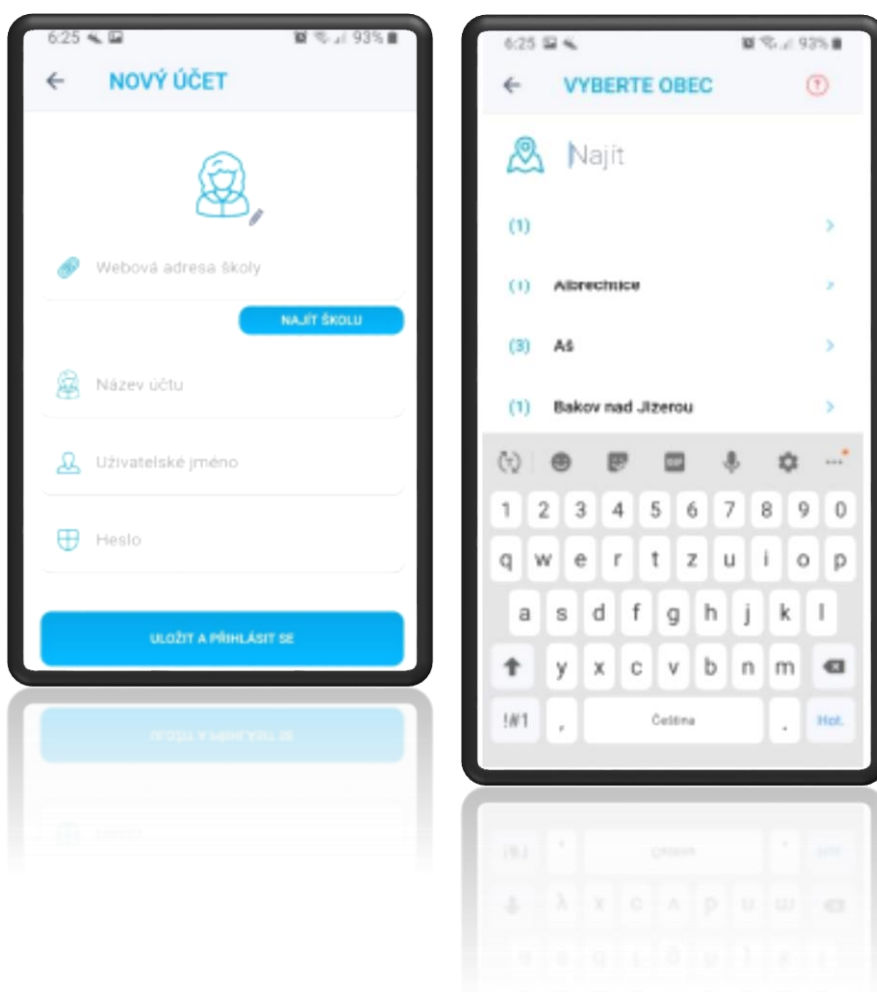 6:25 93%
NOVÝ ÚČET
Webová adresa školy
NAJÍT ŠKOLU
Název účtu
Uživatelské jméno
Heslo
ULOŽIT A PŘIHLÁSIT SE
6:25 93%
VYBERTE OBEC
Najít
(1)
(1) Albrechtice
(3) Aš
(1) Bakov nad Jizerou
1 2 3 4 5 6 7 8 9 0
q w e r t z u i o p
a s d f g h j k l
y x c v b n m
!#1 , Čeština . Hot.